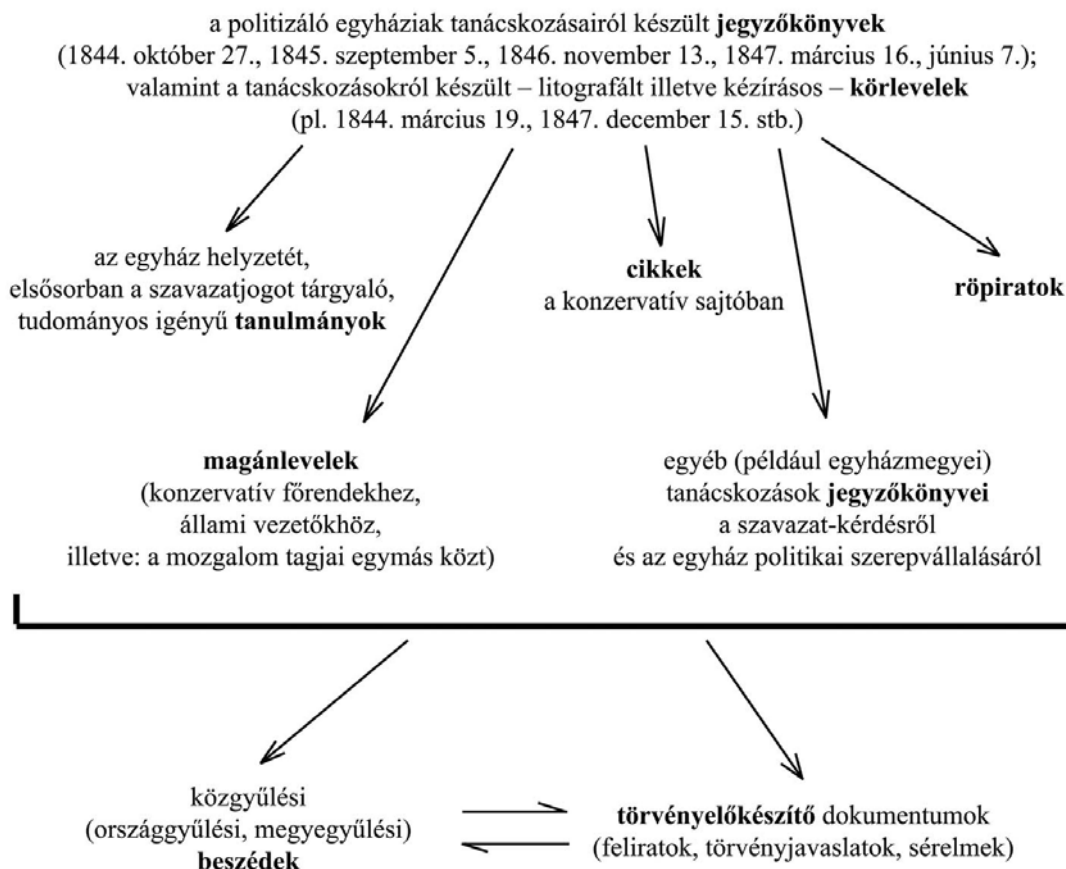 a politizáló egyháziak tanácskozásairól készült jegyzőkönyvek
(1844. október 27., 1845. szeptember 5., 1846. november 13., 1847. március 16., június 7.);
valamint a tanácskozásokról készült – litografált illetve kézírásos – körlevelek
(pl. 1844. március 19., 1847. december 15. stb.)
az egyház helyzetét,
elsősorban a szavazatjogot tárgyaló,
tudományos igényű tanulmányok
cikkek
a konzervatív sajtóban
röpiratok
magánlevelek
(konzervatív főrendekhez,
állami vezetőkhöz,
illetve: a mozgalom tagjai egymás közt)
egyéb (például egyházmegyei)
tanácskozások jegyzőkönyvei
a szavazat-kérdésről
és az egyház politikai szerepvállalásáról
közgyűlési
(országgyűlési, megyegyűlési)
beszédek
törvényelőkészítő dokumentumok
(feliratok, törvényjavaslatok, sérelmek)